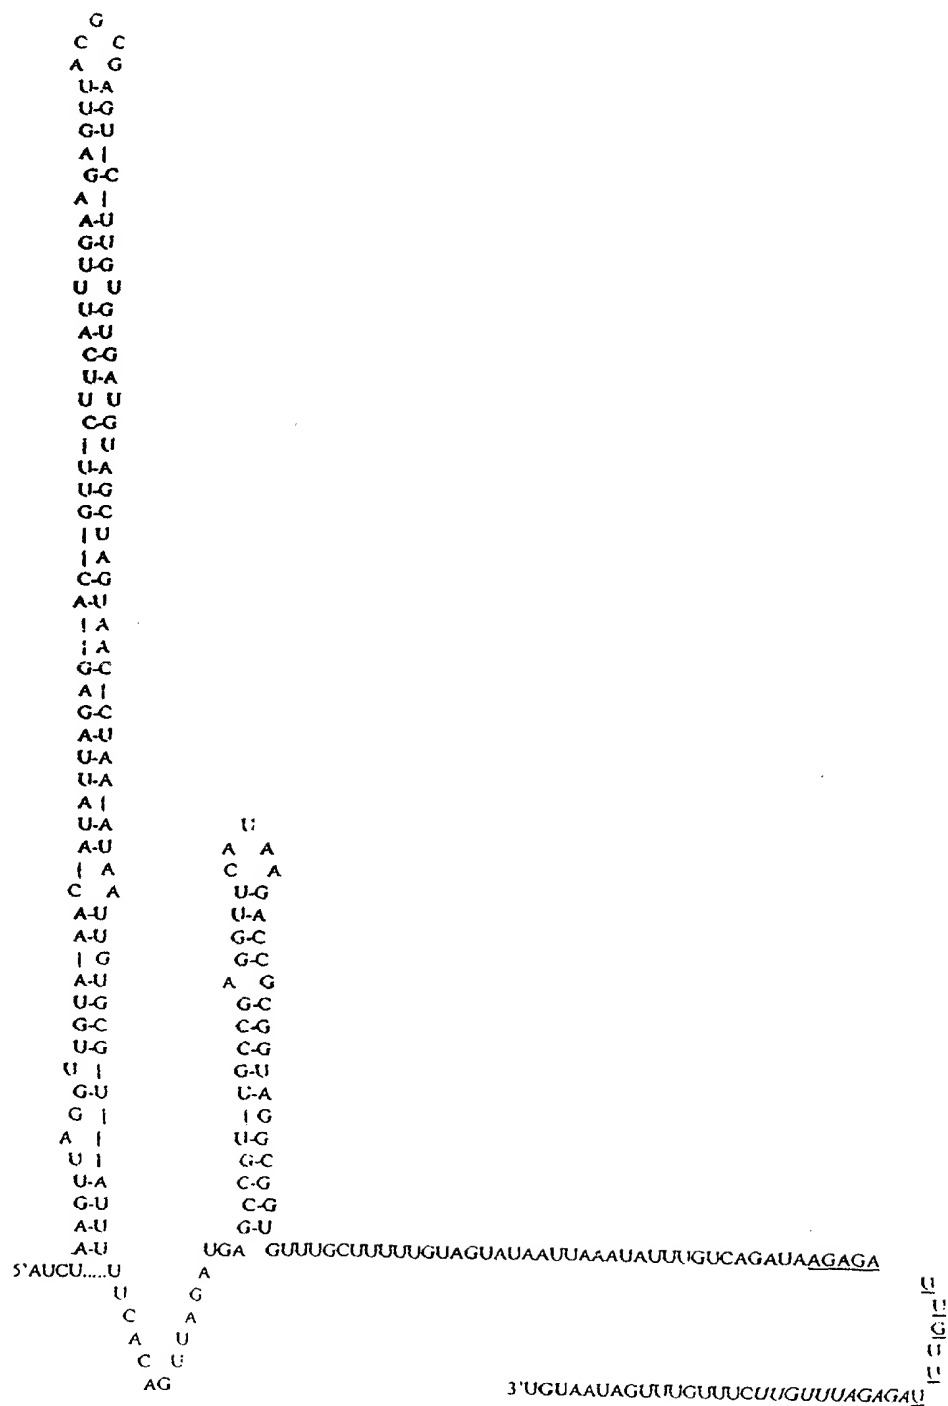 G
C C
A G
U-A
U-G
G-U
A |
G-C
A |
A-U
G-U
U-G
U U
U-G
A-U
C-G
U-A
U U
C-G
| U
U-A
U-G
G-C
| U
| A
C-G
A-U
| A
| A
G-C
A |
G-C
A-U
U-A
U-A
A |
U-A
A-U
| A
C A
A-U
A-U
| G
A-U
U-G
G-C
U-G
U |
G-U
G |
A |
U |
U-A
G-U
A-U
A-U
5'AUCU.....U
U
C
A
C
AG
U
U
A
G
A
UGA
U
A A
C A
U-G
U-A
G-C
G-C
A G
G-C
C-G
C-G
G-U
U-A
| G
U-G
G-C
C-G
C-G
G-U
GUUUGCUUUUUGUAGUAUAAUUAAAUAUUUGUCAGAUAAGAGA
U
U
G
U
U
3'UGUAAUAGUUUGUUUCUUGUUUAGAGAU